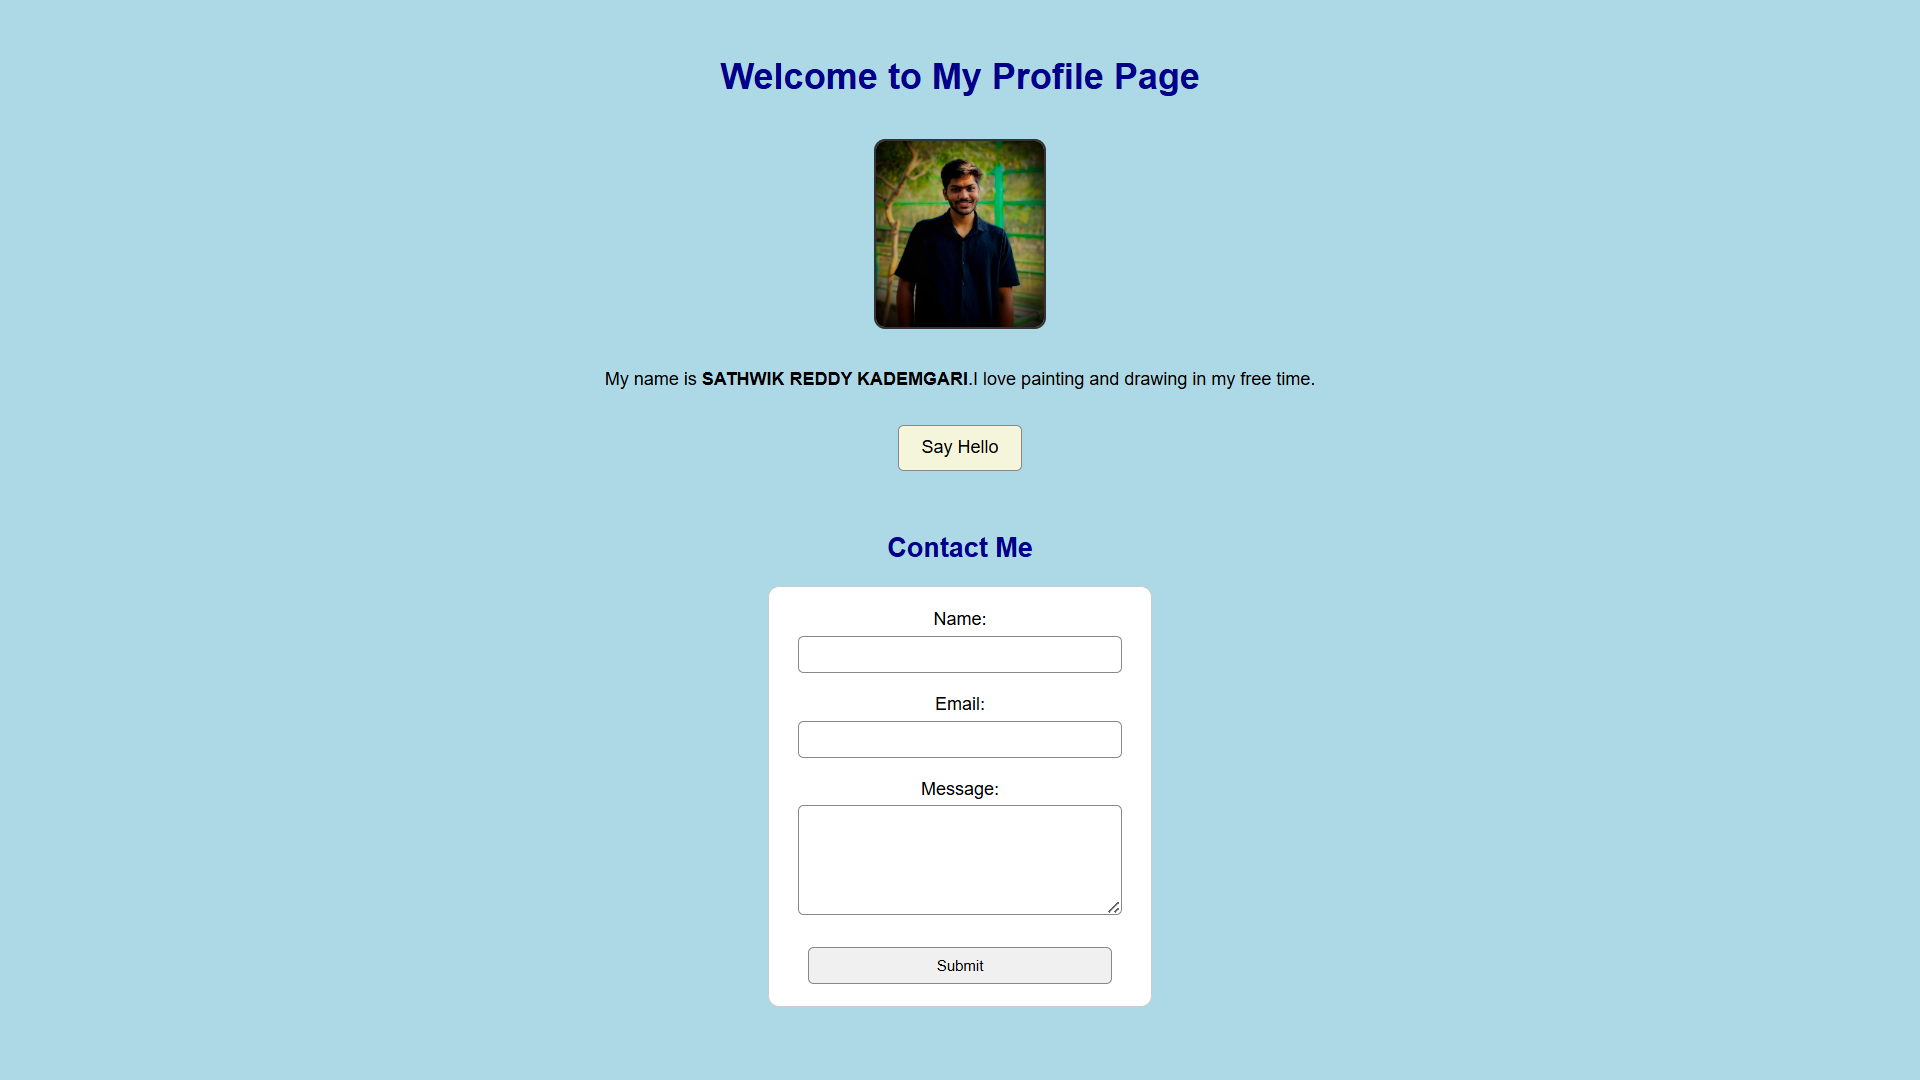 Welcome to My Profile Page
My name is SATHWIK REDDY KADEMGARI.I love painting and drawing in my free time.
Say Hello
Contact Me
Name:
Email:
Message:
Submit